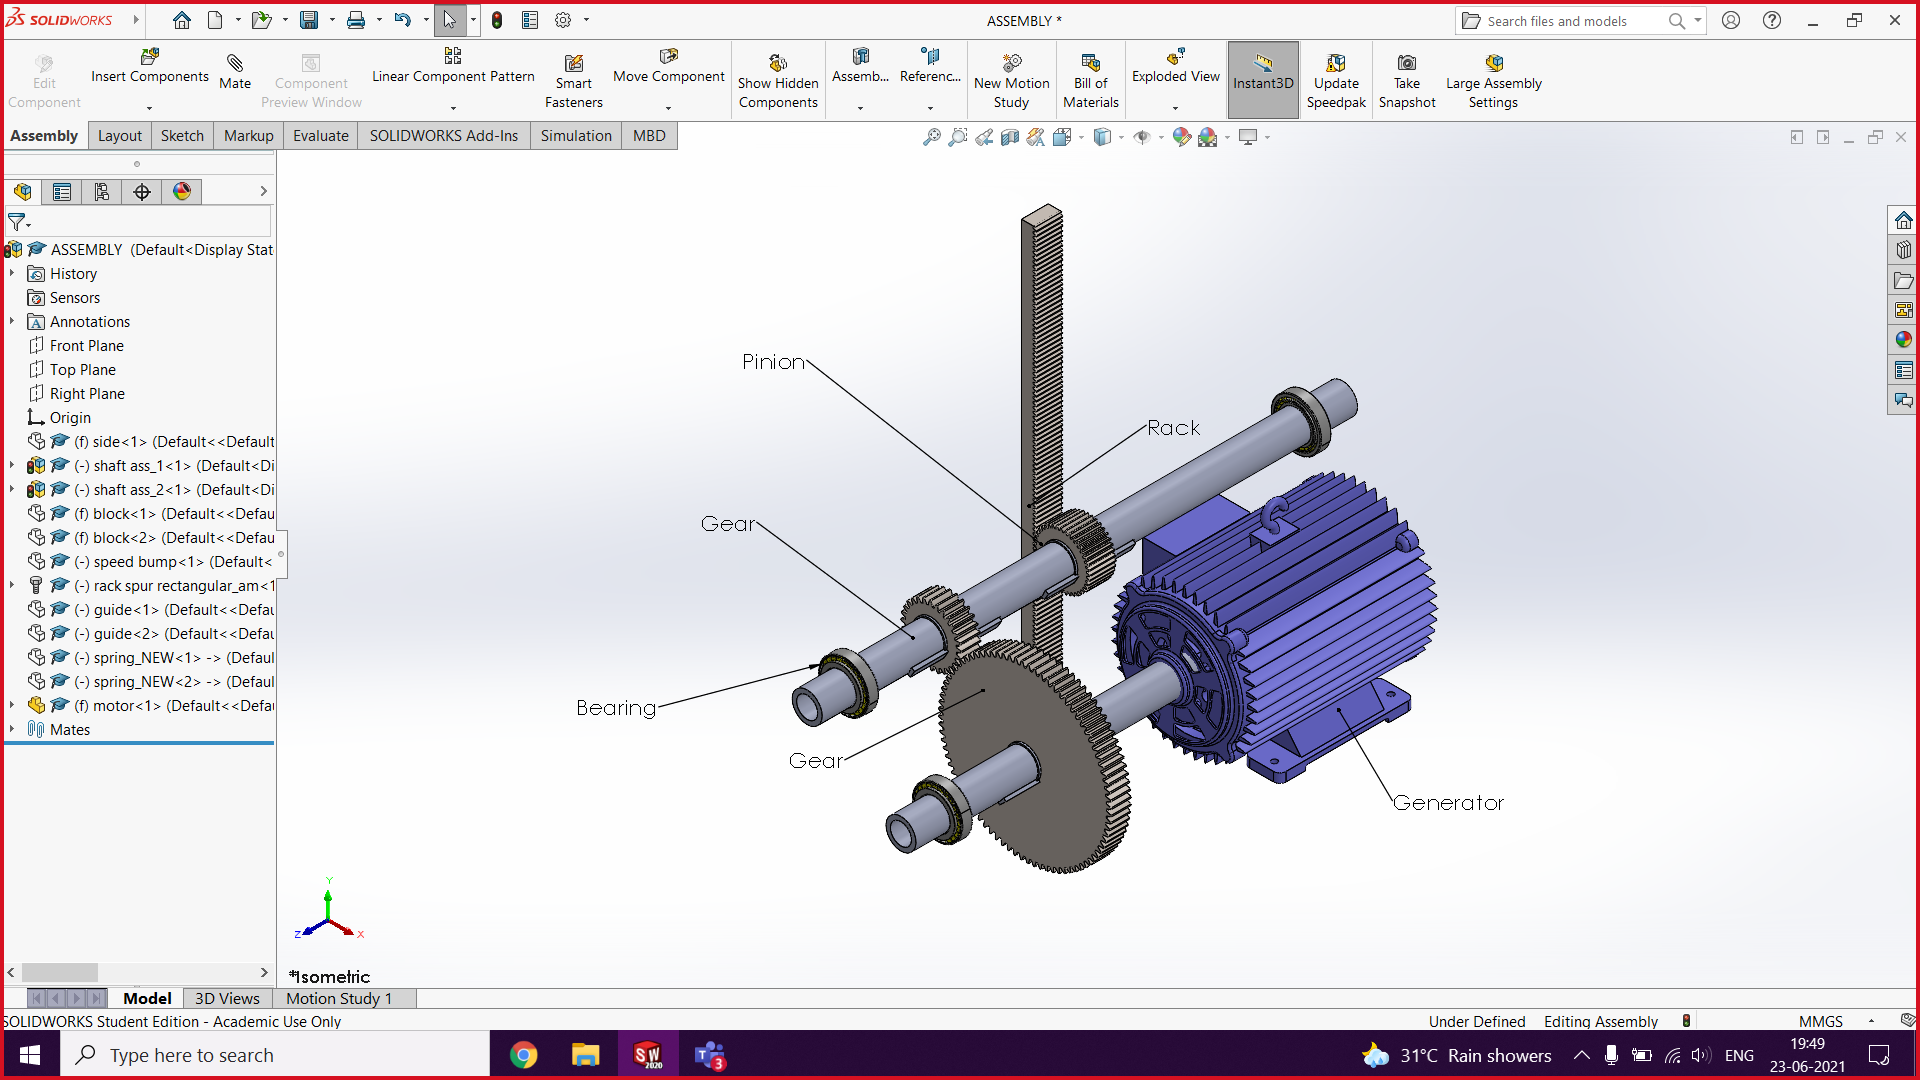 SOLIDWORKS
ASSEMBLY *
Search files and models
Edit Component
Insert Components
Mate
Component Preview Window
Linear Component Pattern
Smart Fasteners
Move Component
Show Hidden Components
Assemb...
Referenc...
New Motion Study
Bill of Materials
Exploded View
Instant3D
Update Speedpak
Take Snapshot
Large Assembly Settings
Assembly
Layout
Sketch
Markup
Evaluate
SOLIDWORKS Add-Ins
Simulation
MBD
ASSEMBLY (Default<Display Stat
History
Sensors
Annotations
Front Plane
Top Plane
Right Plane
Origin
(f) side<1> (Default<<Default
(-) shaft ass_1<1> (Default<Di
(-) shaft ass_2<1> (Default<Di
(f) block<1> (Default<<Defau
(f) block<2> (Default<<Defau
(-) speed bump<1> (Default<
(-) rack spur rectangular_am<1
(-) guide<1> (Default<<Defau
(-) guide<2> (Default<<Defau
(-) spring_NEW<1> -> (Defaul
(-) spring_NEW<2> -> (Defaul
(f) motor<1> (Default<<Defau
Mates
Pinion
Rack
Gear
Bearing
Gear
Generator
Y
Z
X
*Isometric
Model
3D Views
Motion Study 1
SOLIDWORKS Student Edition - Academic Use Only
Under Defined
Editing Assembly
MMGS
Type here to search
SW 2020
3
31°C Rain showers
ENG
19:49
23-06-2021